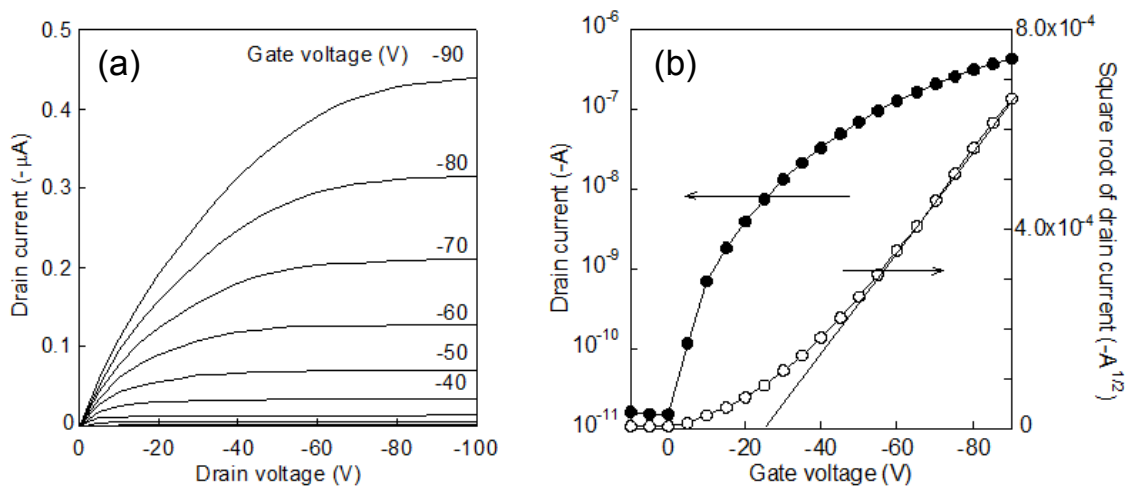 (a)
Gate voltage (V) -90
-80
-70
-60
-50
-40
0.5
0.4
0.3
0.2
0.1
0
0 -20 -40 -60 -80 -100
Drain voltage (V)
Drain current (-μA)
(b)
10^-6
10^-7
10^-8
10^-9
10^-10
10^-11
Drain current (-A)
8.0x10^-4
4.0x10^-4
0
Square root of drain current (-A^1/2)
0 -20 -40 -60 -80
Gate voltage (V)